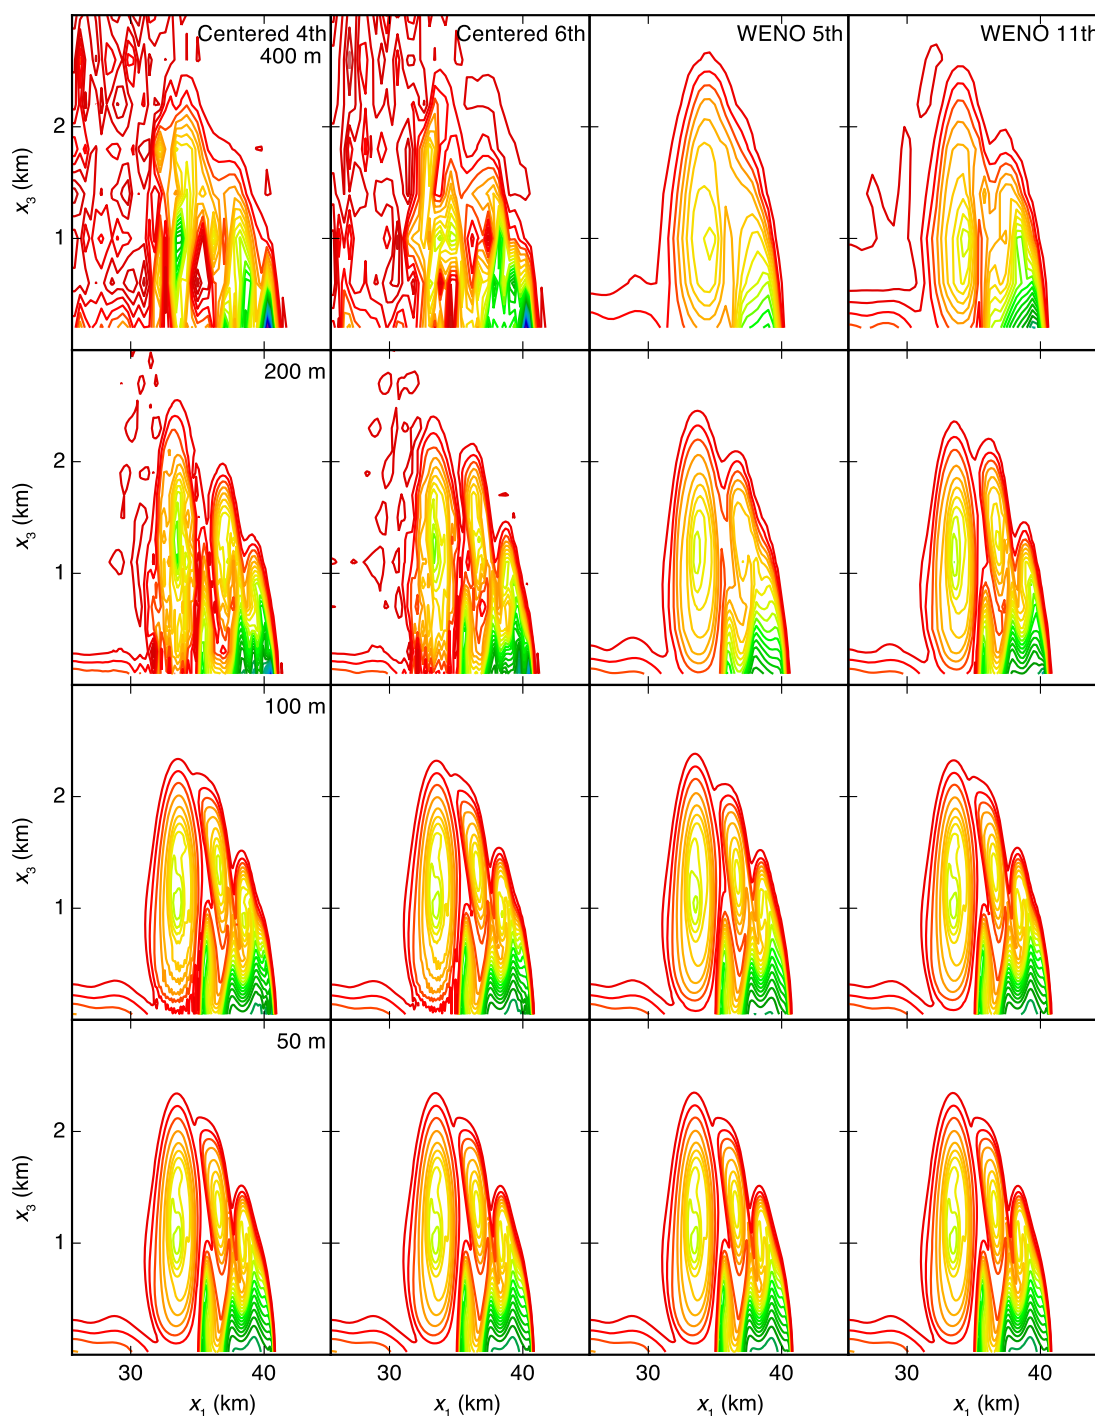 Centered 4th
400 m
Centered 6th
WENO 5th
WENO 11th
2
1
x3 (km)
200 m
2
1
x3 (km)
100 m
2
1
x3 (km)
50 m
2
1
x3 (km)
30 40 30 40 30 40 30 40
x1 (km) x1 (km) x1 (km) x1 (km)